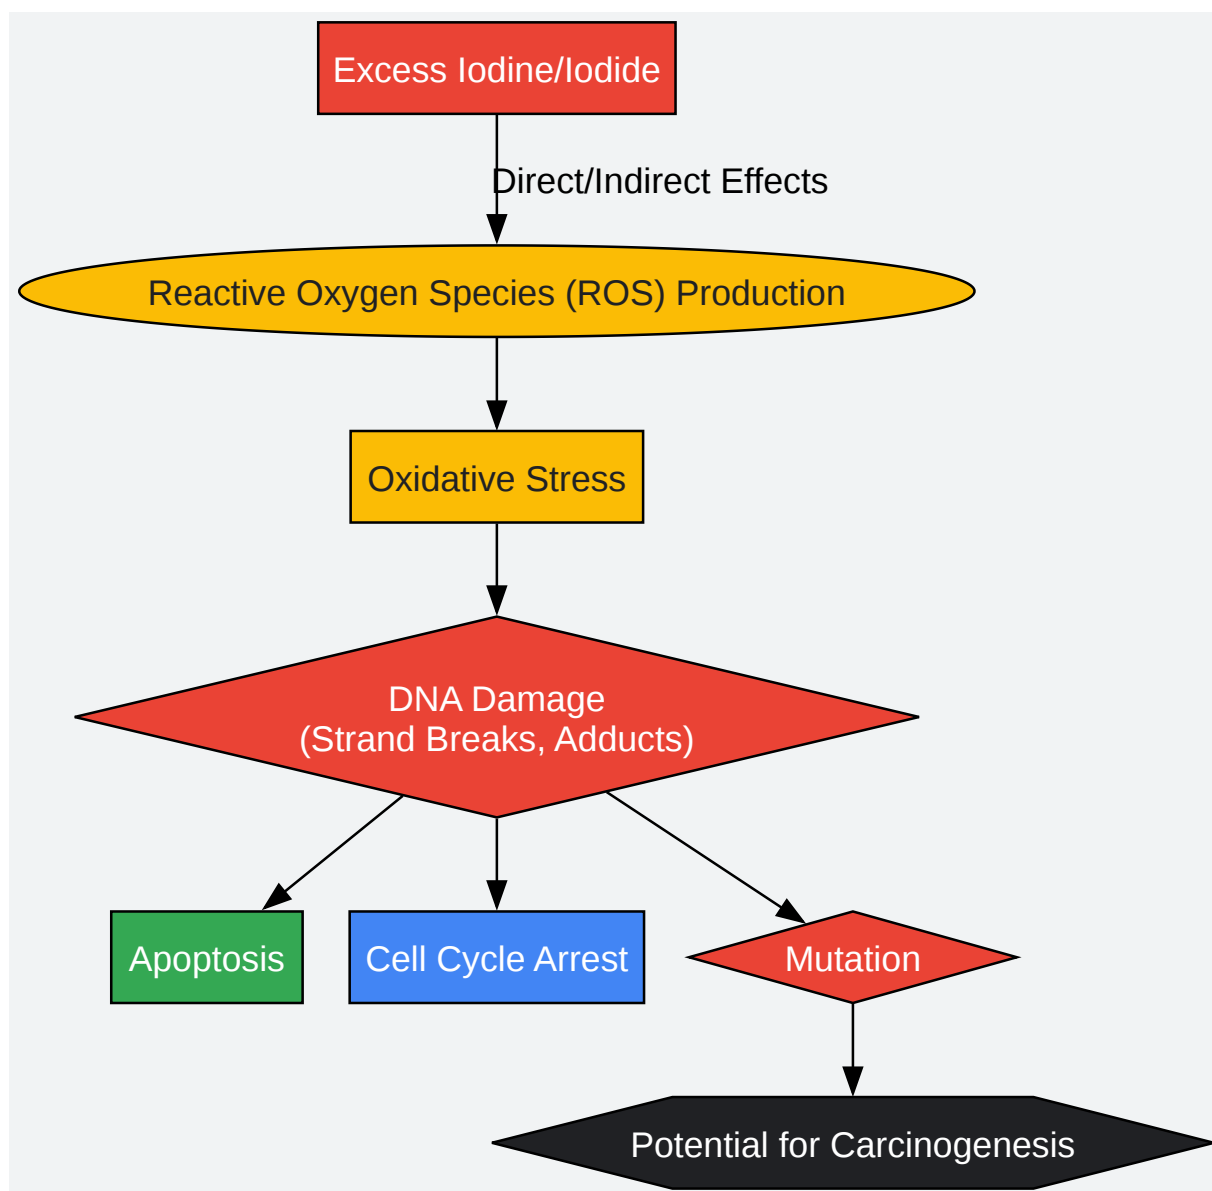 Excess Iodine/Iodide
Direct/Indirect Effects
Reactive Oxygen Species (ROS) Production
Oxidative Stress
DNA Damage
(Strand Breaks, Adducts)
Apoptosis
Cell Cycle Arrest
Mutation
Potential for Carcinogenesis